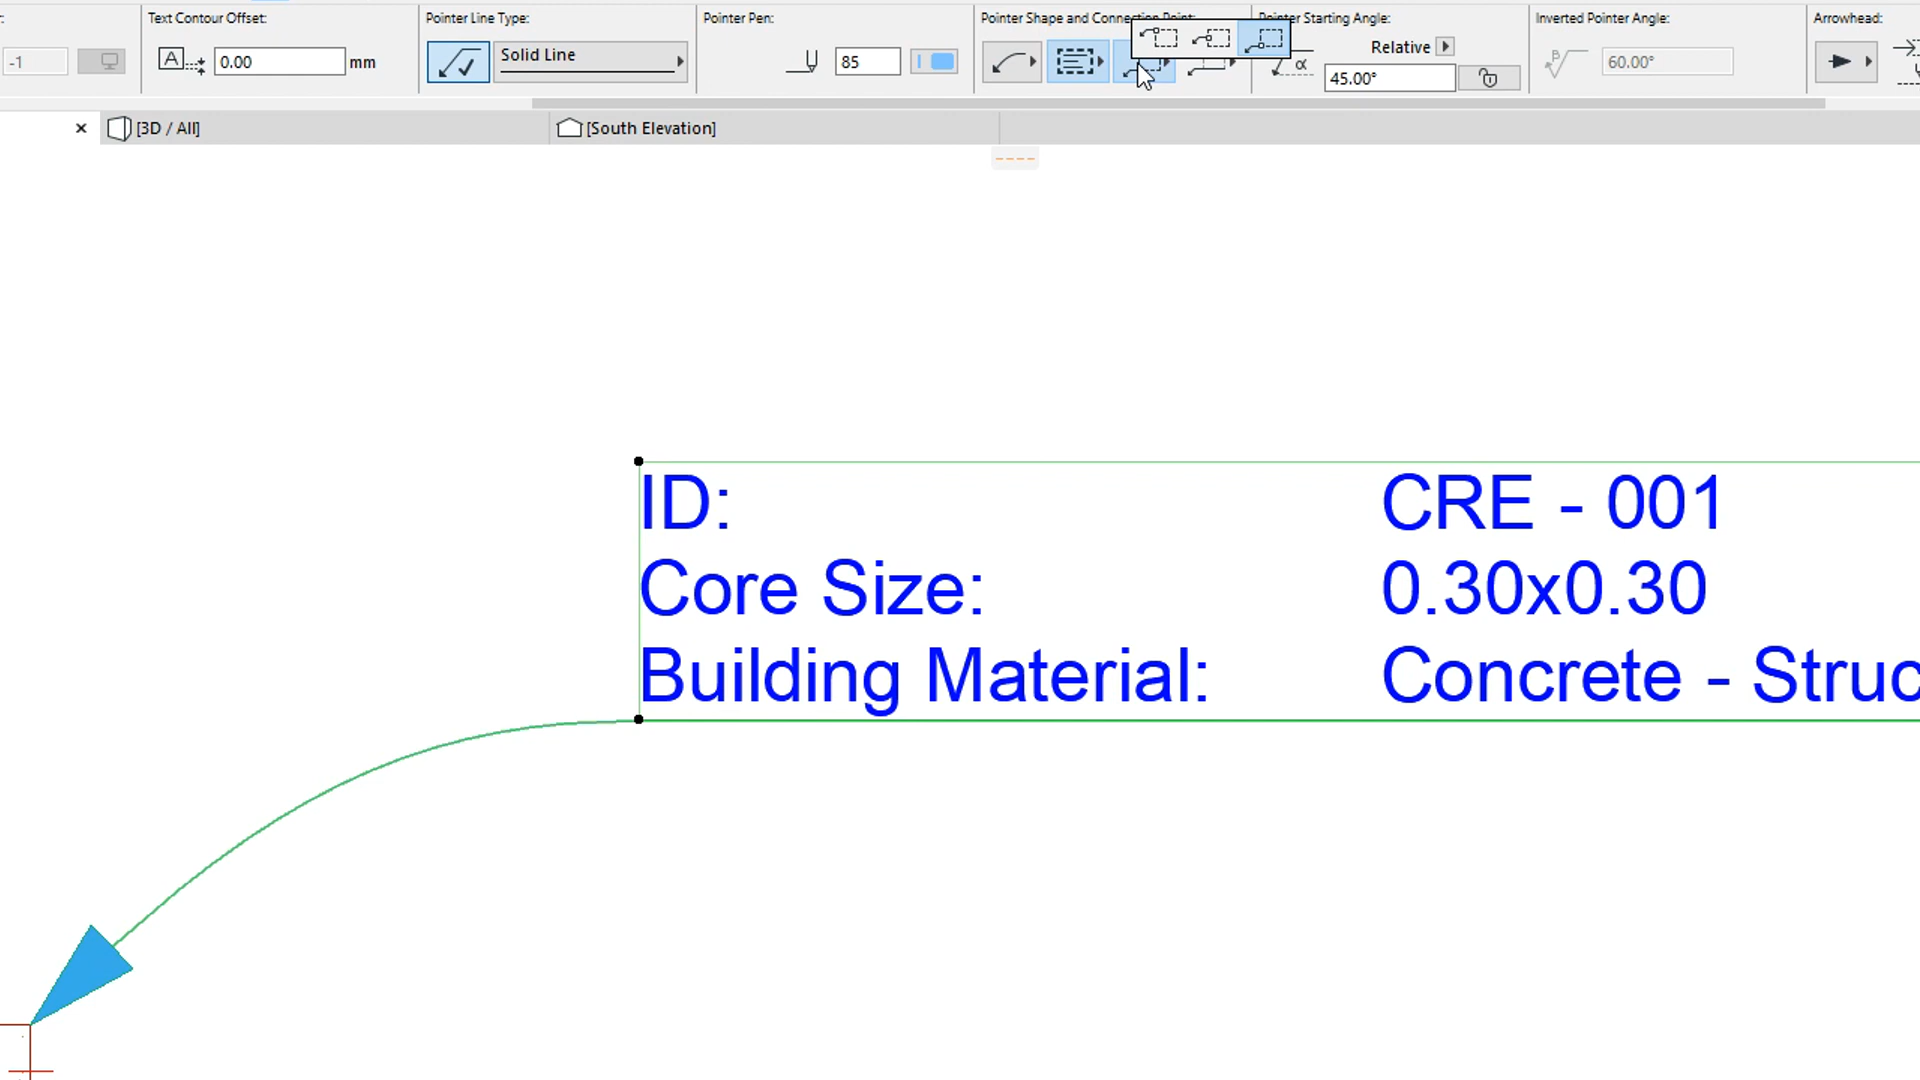 Text Contour Offset:
Pointer Line Type:
Pointer Pen:
Pointer Shape and Connection Point:
Pointer Starting Angle:
Inverted Pointer Angle:
Arrowhead:
-1
A
0.00
mm
Solid Line
85
α
Relative
45.00°
β
60.00°
[3D / All]
[South Elevation]
ID: CRE - 001
Core Size: 0.30x0.30
Building Material: Concrete - Struc